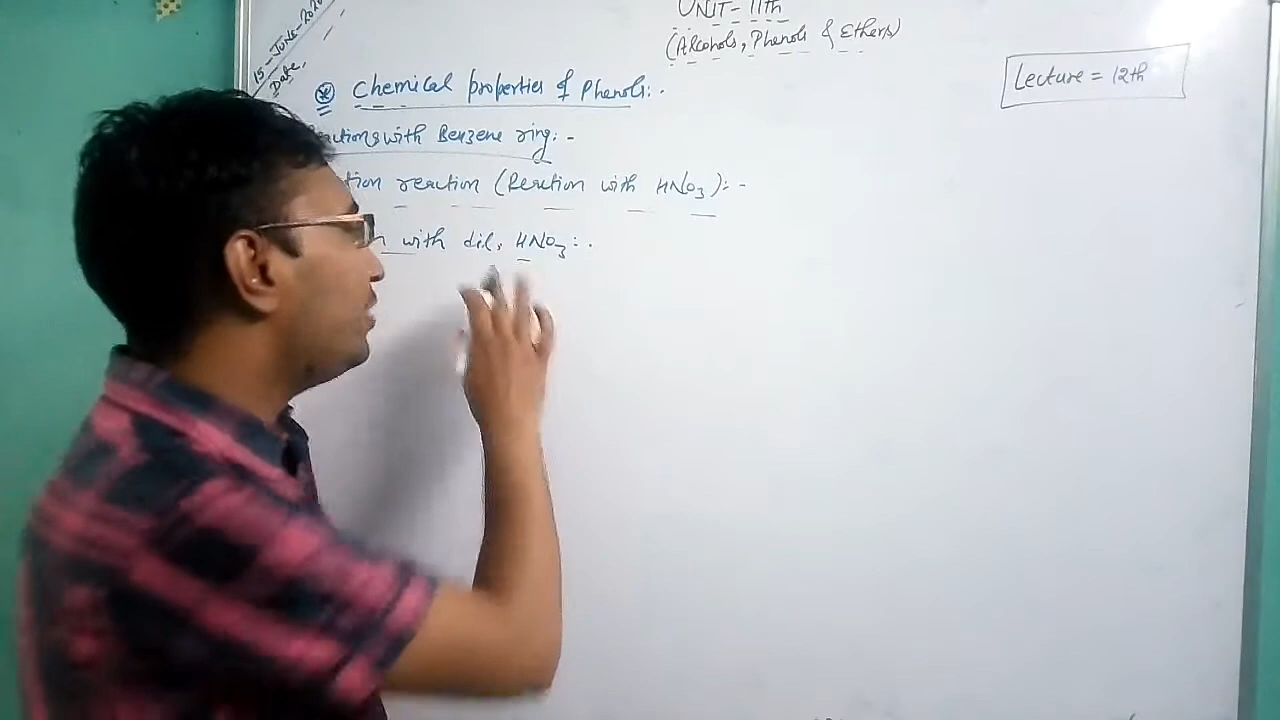 15-JUNE-2020
Date.
UNIT-11th
(Alcohols, Phenols & Ethers)
Lecture = 12th
Chemical properties of Phenols:-
with Benzene ring:-
reaction (Reaction with HNO3):-
with dil. HNO3:-